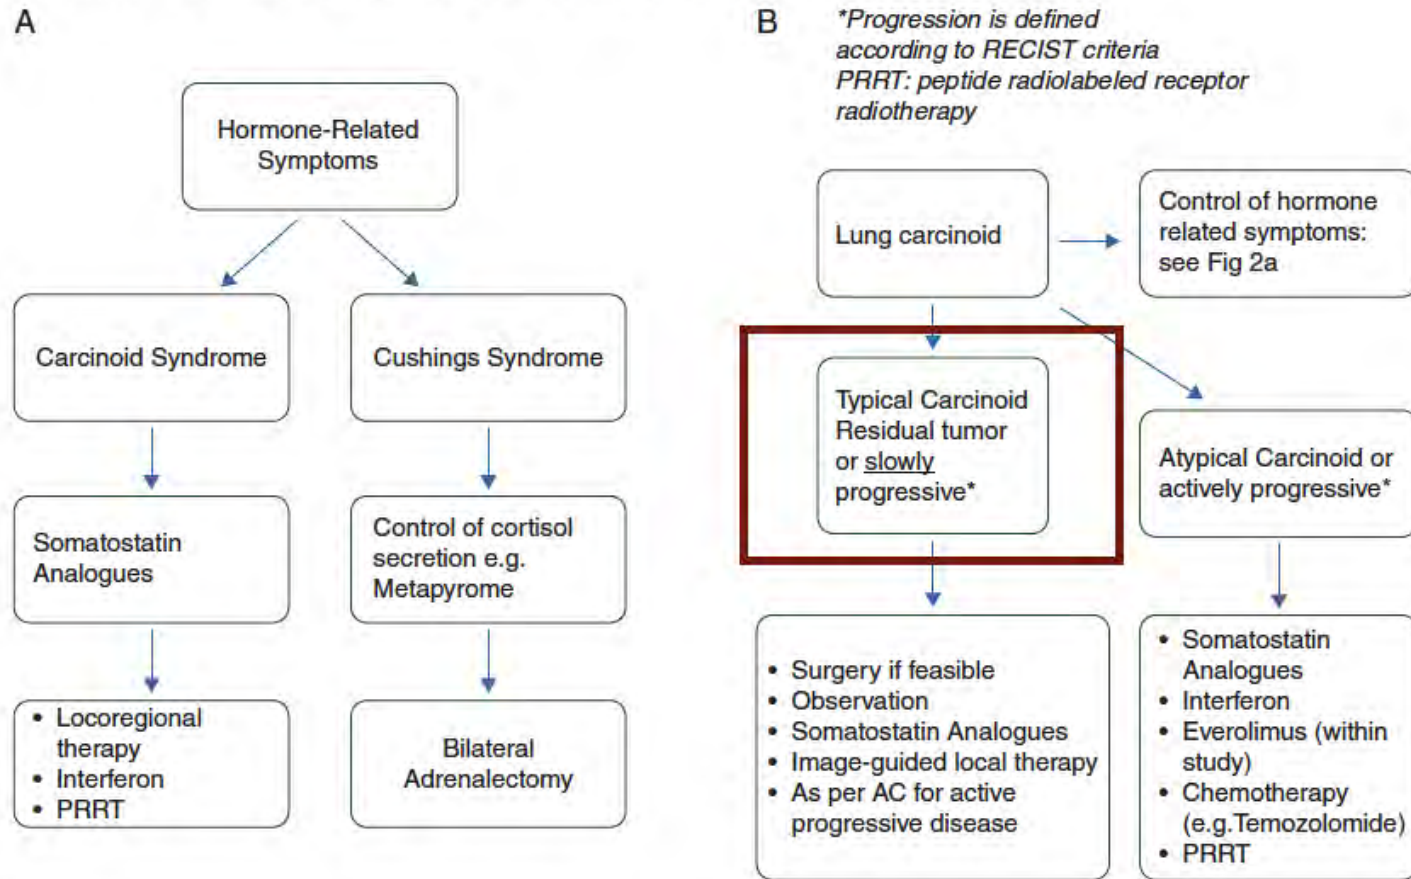 A
Hormone-Related
Symptoms
Carcinoid Syndrome
Cushings Syndrome
Somatostatin
Analogues
Control of cortisol
secretion e.g.
Metapyrome
• Locoregional
therapy
• Interferon
• PRRT
Bilateral
Adrenalectomy
B
*Progression is defined
according to RECIST criteria
PRRT: peptide radiolabeled receptor
radiotherapy
Lung carcinoid
Control of hormone
related symptoms:
see Fig 2a
Typical Carcinoid
Residual tumor
or slowly
progressive*
Atypical Carcinoid or
actively progressive*
• Surgery if feasible
• Observation
• Somatostatin Analogues
• Image-guided local therapy
• As per AC for active
progressive disease
• Somatostatin
Analogues
• Interferon
• Everolimus (within
study)
• Chemotherapy
(e.g.Temozolomide)
• PRRT